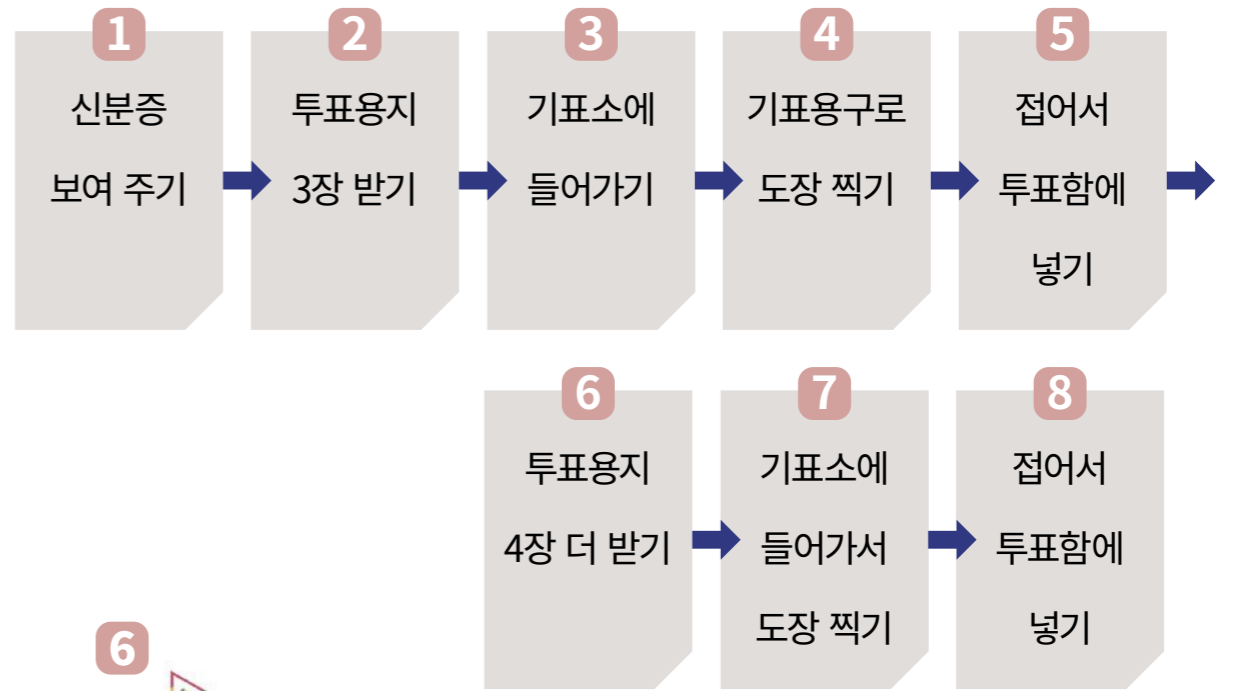 1
신분증
보여 주기
2
투표용지
3장 받기
3
기표소에
들어가기
4
기표용구로
도장 찍기
5
접어서
투표함에
넣기
6
투표용지
4장 더 받기
7
기표소에
들어가서
도장 찍기
8
접어서
투표함에
넣기
6